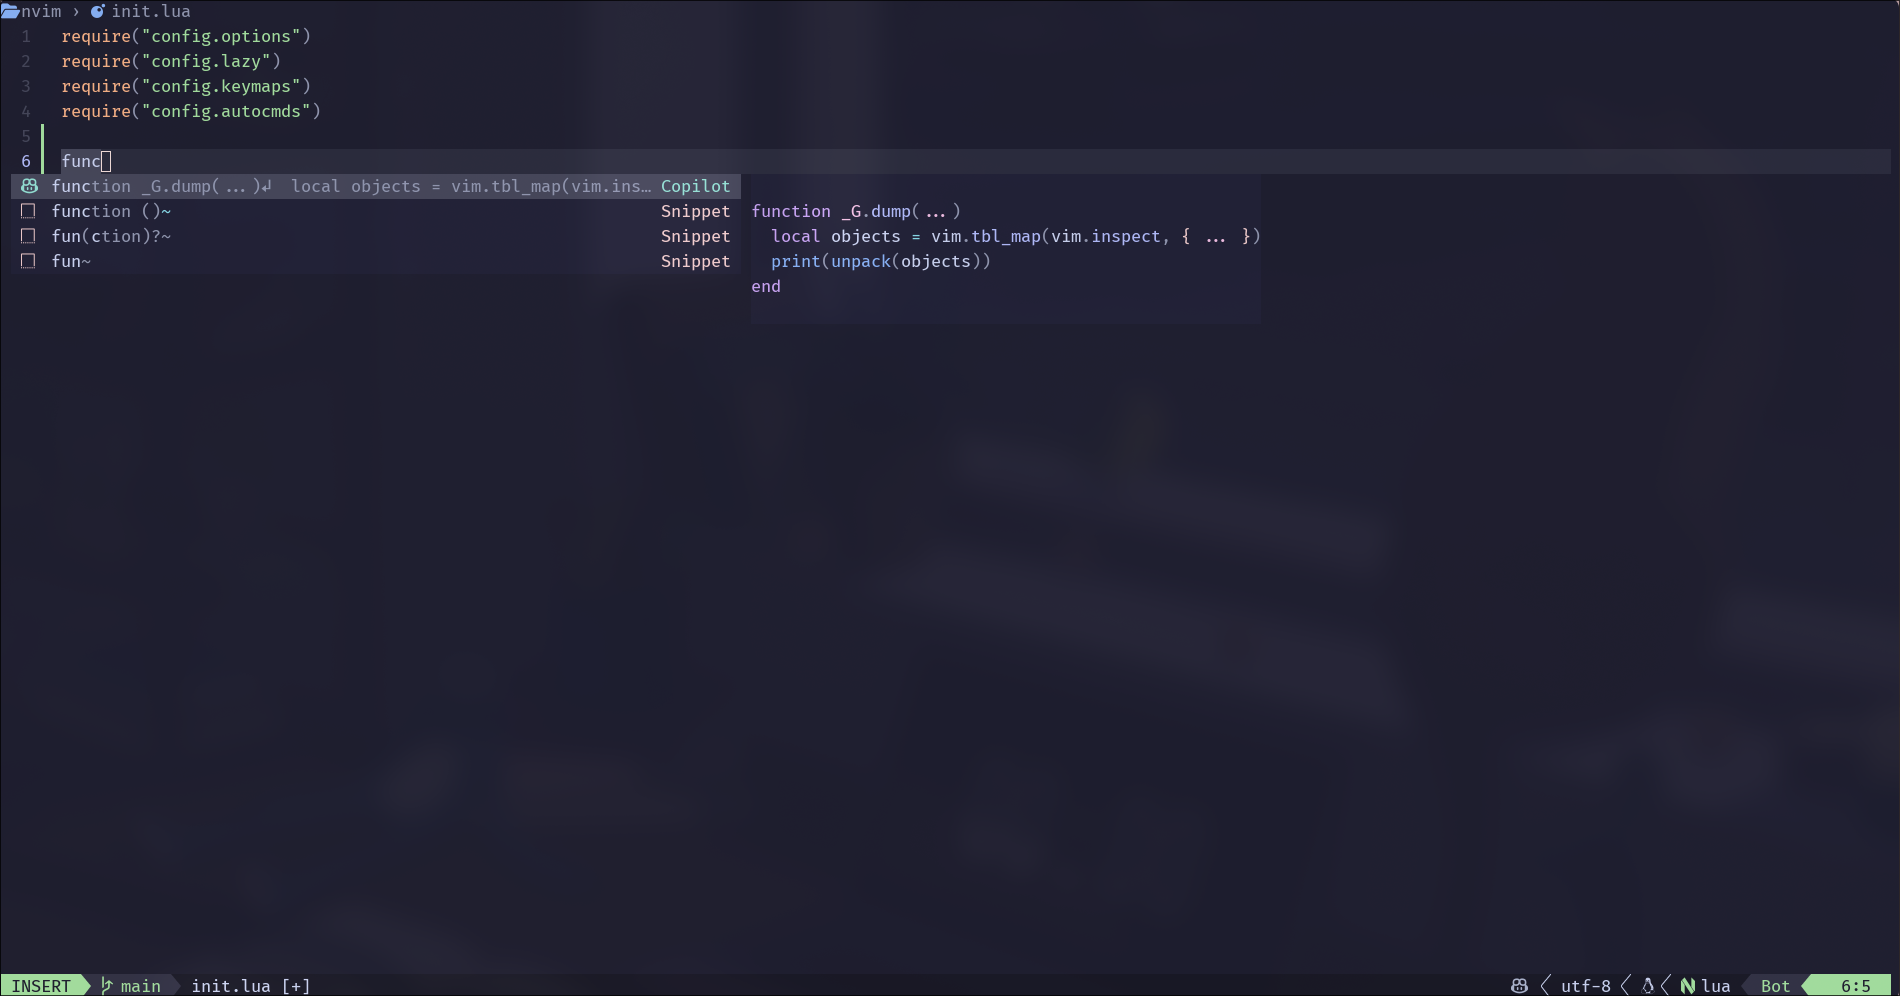 nvim › init.lua
1 require("config.options")
2 require("config.lazy")
3 require("config.keymaps")
4 require("config.autocmds")
5
6 func
function _G.dump(...)↲  local objects = vim.tbl_map(vim.ins… Copilot
function ()~ Snippet
fun(ction)?~ Snippet
fun~ Snippet
function _G.dump(...)
  local objects = vim.tbl_map(vim.inspect, { ... })
  print(unpack(objects))
end
INSERT main init.lua [+] utf-8 lua Bot 6:5